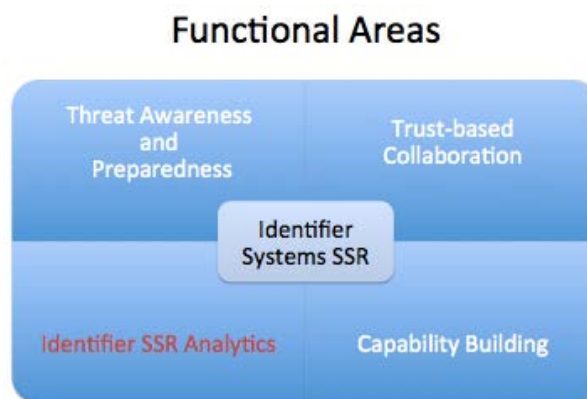 Functional Areas
Threat Awareness
and
Preparedness
Trust-based
Collaboration
Identifier
Systems SSR
Identifier SSR Analytics
Capability Building